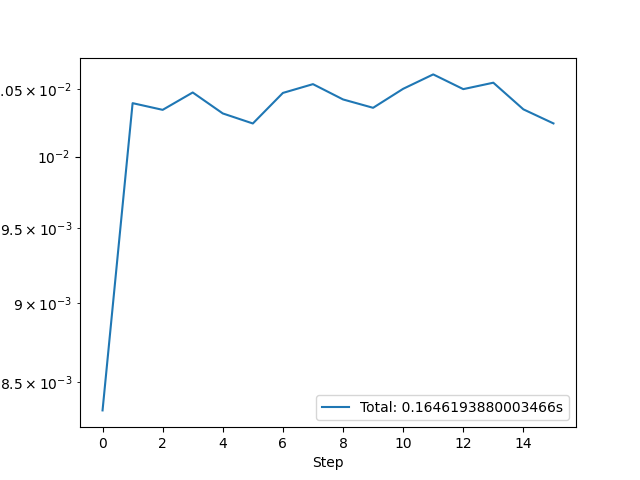 .05 × 10⁻²
10⁻²
9.5 × 10⁻³
9 × 10⁻³
8.5 × 10⁻³
Total: 0.1646193880003466s
0 2 4 6 8 10 12 14
Step